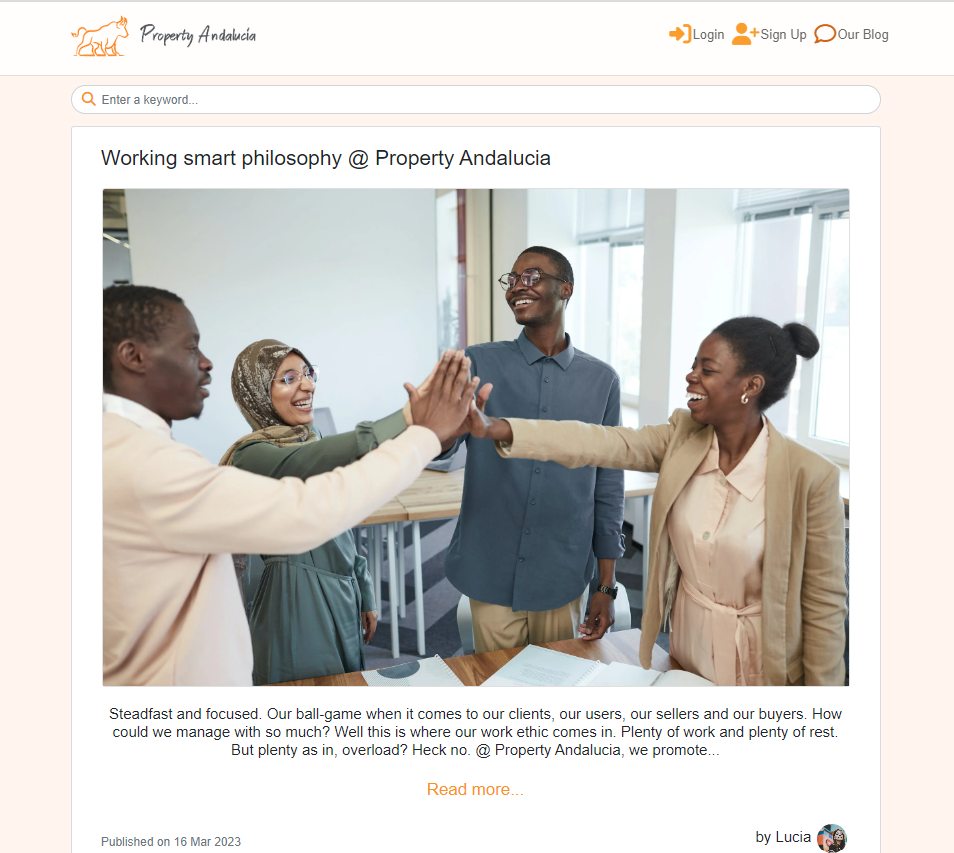 Property Andalucía
Login
Sign Up
Our Blog
Enter a keyword...
Working smart philosophy @ Property Andalucia
Steadfast and focused. Our ball-game when it comes to our clients, our users, our sellers and our buyers. How
could we manage with so much? Well this is where our work ethic comes in. Plenty of work and plenty of rest.
But plenty as in, overload? Heck no. @ Property Andalucia, we promote...
Read more...
Published on 16 Mar 2023
by Lucia